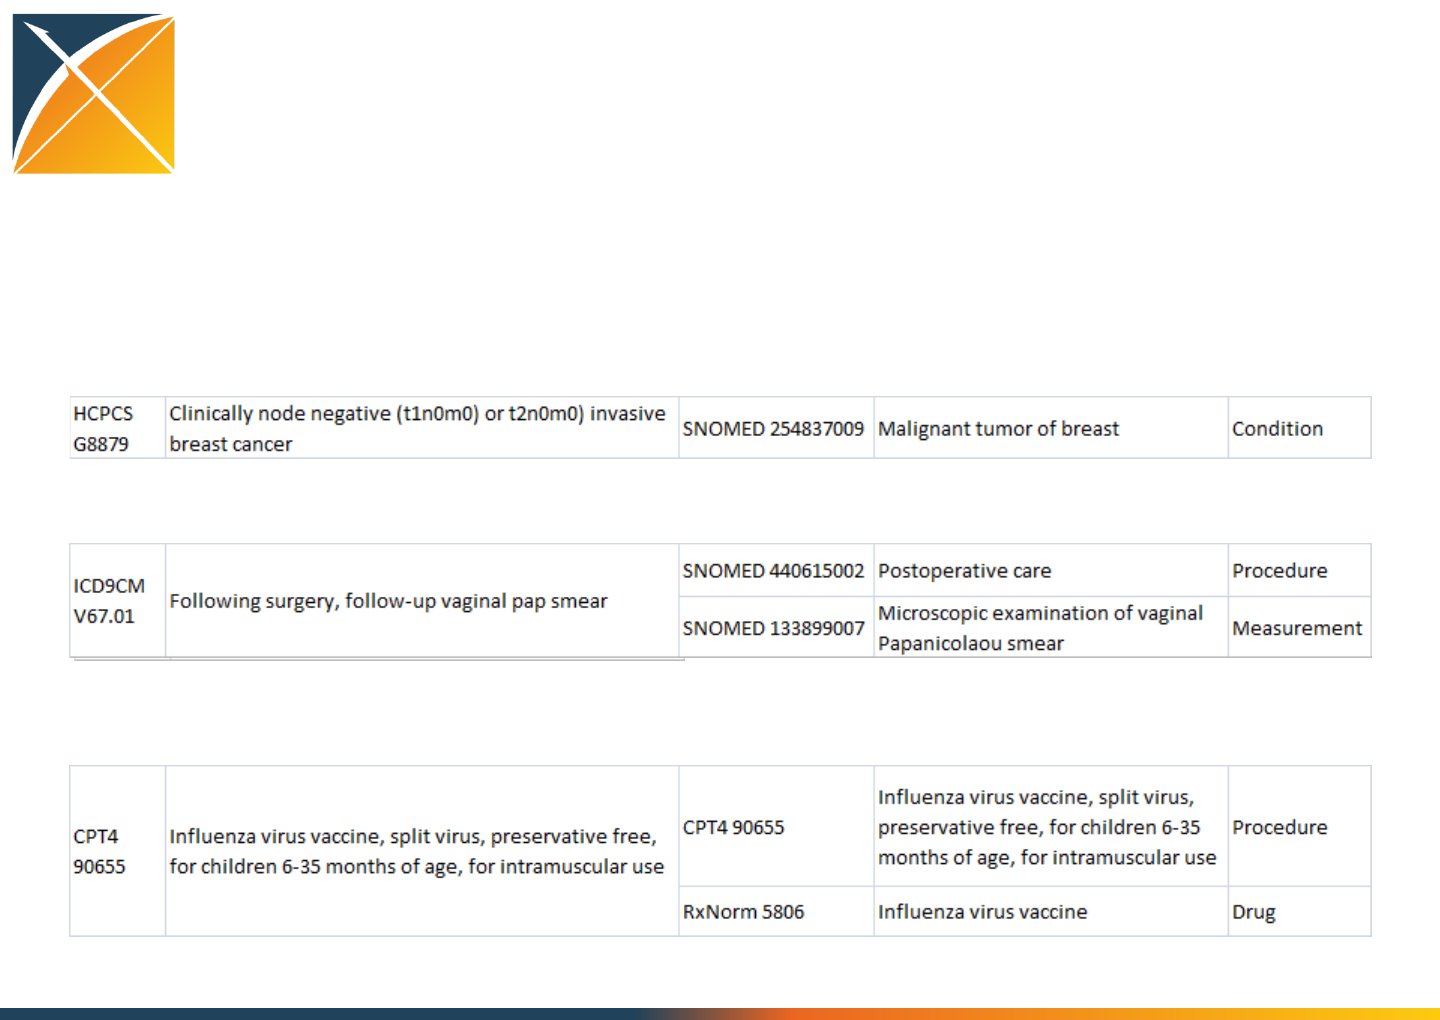 HCPCS
G8879
Clinically node negative (t1n0m0) or t2n0m0) invasive
breast cancer
SNOMED 254837009
Malignant tumor of breast
Condition
ICD9CM
V67.01
Following surgery, follow-up vaginal pap smear
SNOMED 440615002
Postoperative care
Procedure
SNOMED 133899007
Microscopic examination of vaginal
Papanicolaou smear
Measurement
CPT4
90655
Influenza virus vaccine, split virus, preservative free,
for children 6-35 months of age, for intramuscular use
CPT4 90655
Influenza virus vaccine, split virus,
preservative free, for children 6-35
months of age, for intramuscular use
Procedure
RxNorm 5806
Influenza virus vaccine
Drug